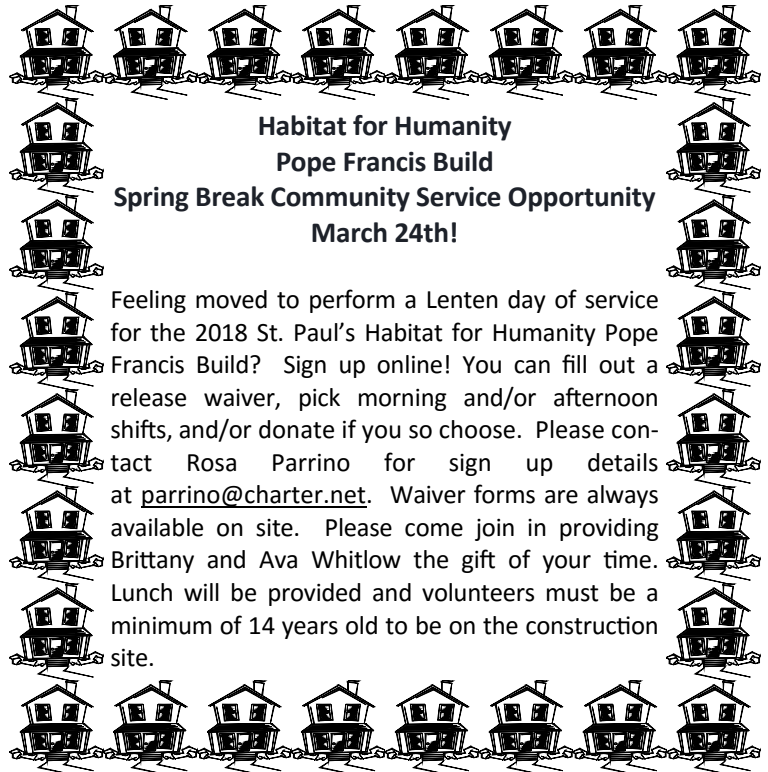 Habitat for Humanity
Pope Francis Build
Spring Break Community Service Opportunity
March 24th!
Feeling moved to perform a Lenten day of service
for the 2018 St. Paul’s Habitat for Humanity Pope
Francis Build?  Sign up online! You can fill out a
release waiver, pick morning and/or afternoon
shifts, and/or donate if you so choose.  Please con-
tact Rosa Parrino for sign up details
at parrino@charter.net.  Waiver forms are always
available on site.  Please come join in providing
Brittany and Ava Whitlow the gift of your time.
Lunch will be provided and volunteers must be a
minimum of 14 years old to be on the construction
site.